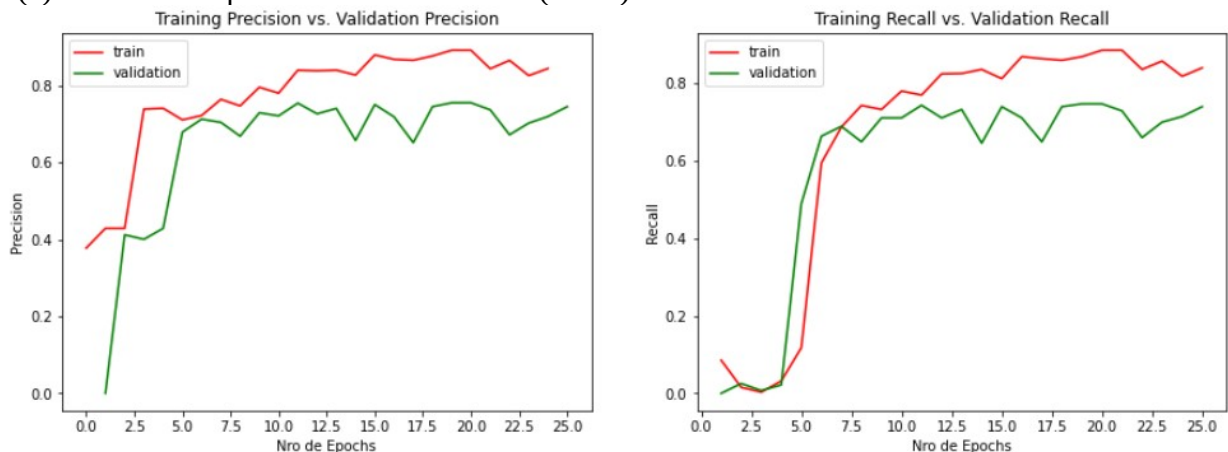 Training Precision vs. Validation Precision
train
validation
0.8
0.6
0.4
0.2
0.0
Precision
0.0 2.5 5.0 7.5 10.0 12.5 15.0 17.5 20.0 22.5 25.0
Nro de Epochs
Training Recall vs. Validation Recall
train
validation
0.8
0.6
0.4
0.2
0.0
Recall
0.0 2.5 5.0 7.5 10.0 12.5 15.0 17.5 20.0 22.5 25.0
Nro de Epochs